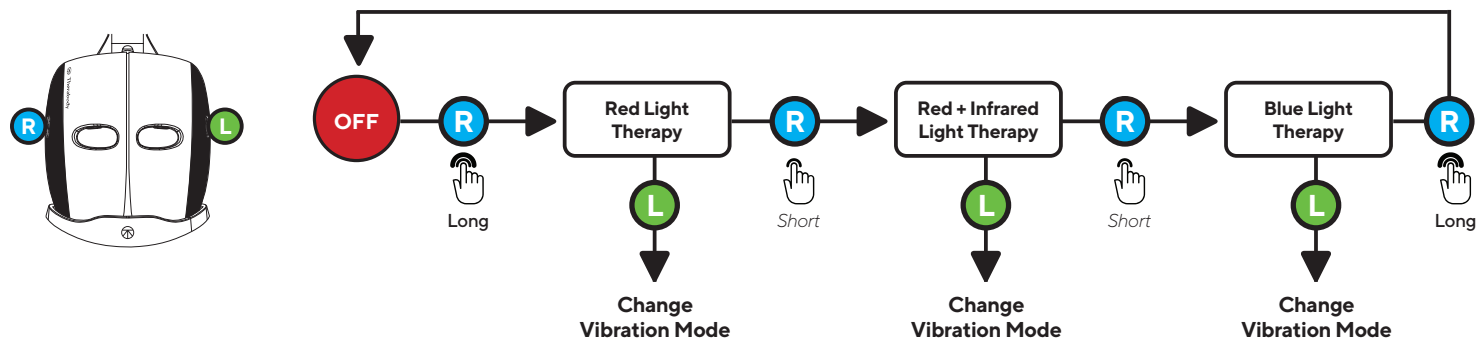 Therabody
R
L
OFF
R
Long
Red Light
Therapy
R
Short
Red + Infrared
Light Therapy
R
Short
Blue Light
Therapy
R
Long
L
L
L
Change
Vibration Mode
Change
Vibration Mode
Change
Vibration Mode